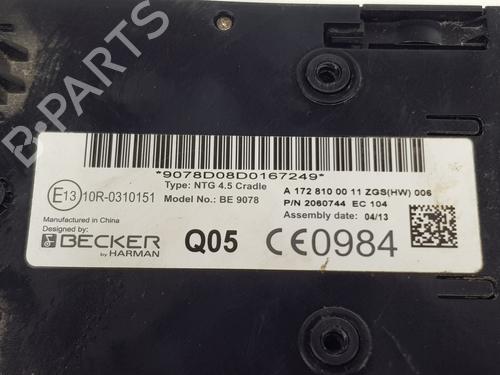 B-PARTS
*9078D08D0167249*
Type: NTG 4.5 Cradle
A 172 810 00 11 ZGS(HW) 006
E13 10R-0310151
Model No.: BE 9078
P/N 2060744 EC 104
Manufactured in China
Assembly date: 04/13
Designed by:
BECKER
by HARMAN
Q05
CE0984